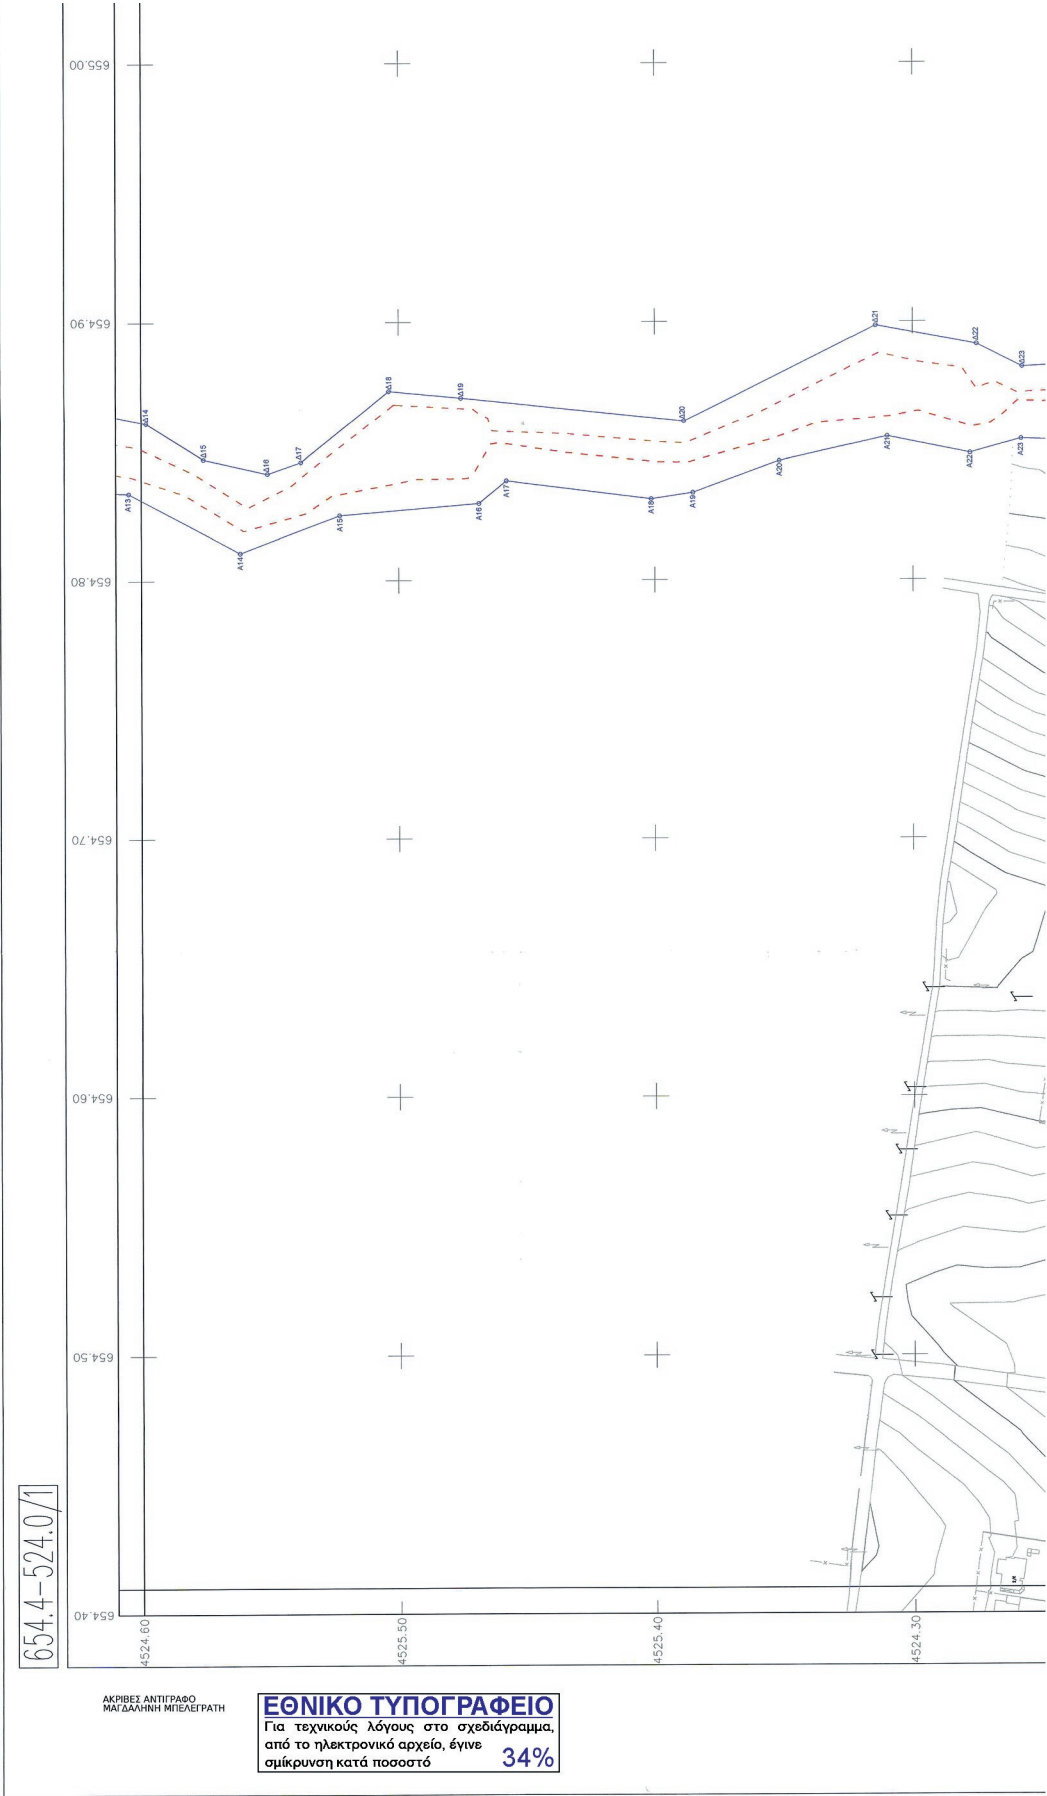 655.00
654.90
Δ21
Δ22
Δ23
Δ18
Δ19
Δ20
Δ14
Δ15
Δ16
Δ17
A21
A23
A22
A20
A17
A19
A18
A13
A16
A15
A14
654.80
654.70
654.60
654.50
654.40
4524.60
4525.50
4525.40
4524.30
654.4-524.0/1
ΑΚΡΙΒΕΣ ΑΝΤΙΓΡΑΦΟ
ΜΑΓΔΑΛΗΝΗ ΜΠΕΛΕΓΡΑΤΗ
ΕΘΝΙΚΟ ΤΥΠΟΓΡΑΦΕΙΟ
Για τεχνικούς λόγους στο σχεδιάγραμμα,
από το ηλεκτρονικό αρχείο, έγινε
σμίκρυνση κατά ποσοστό 34%